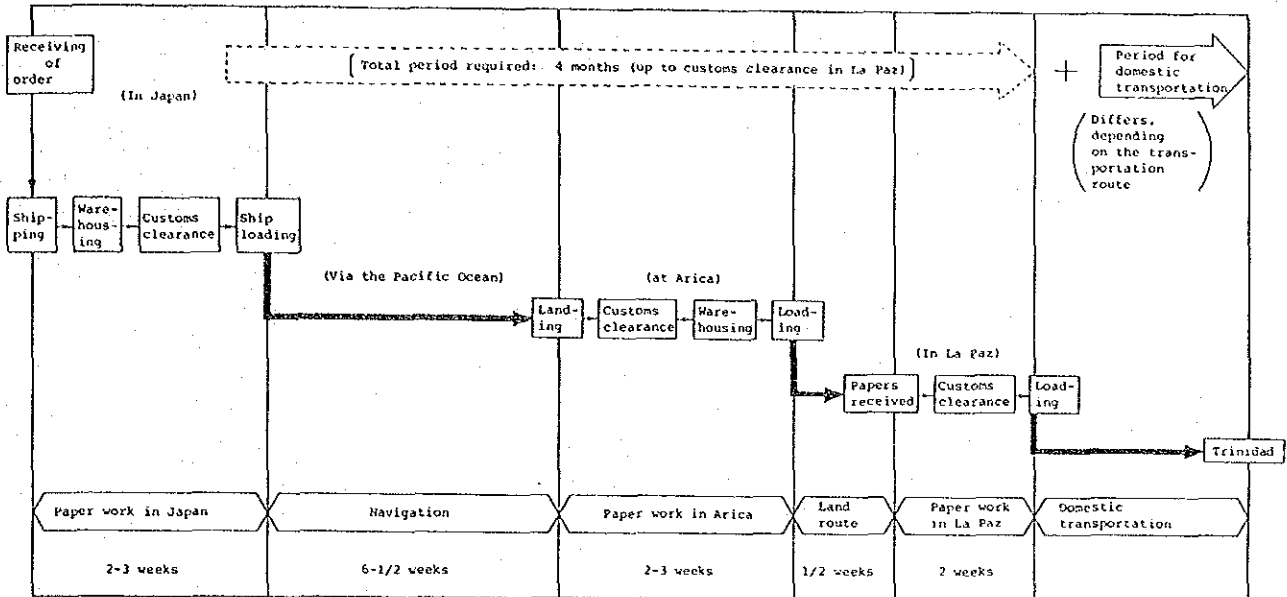 Receiving
of
order
(In Japan)
[Total period required: 4 months (up to customs clearance in La Paz)]
+
Period for
domestic
transportation
(Differs,
depending
on the trans-
portation
route)
Ship-
ping
Ware-
hous-
ing
Customs
clearance
Ship
loading
(Via the Pacific Ocean)
(at Arica)
Land-
ing
Customs
clearance
Ware-
housing
Load-
ing
(In La Paz)
Papers
received
Customs
clearance
Load-
ing
Trinidad
Paper work in Japan
Navigation
Paper work in Arica
Land
route
Paper work
in La Paz
Domestic
transportation
2-3 weeks
6-1/2 weeks
2-3 weeks
1/2 weeks
2 weeks